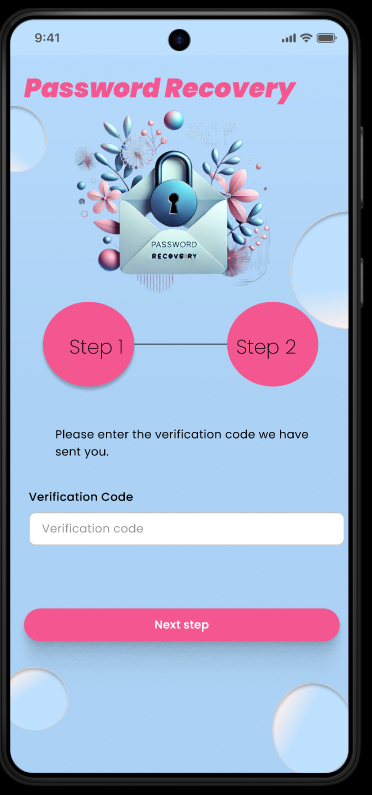 9:41
Password Recovery
PASSWORD
RECOVERY
Step 1
Step 2
Please enter the verification code we have
sent you.
Verification Code
Verification code
Next step